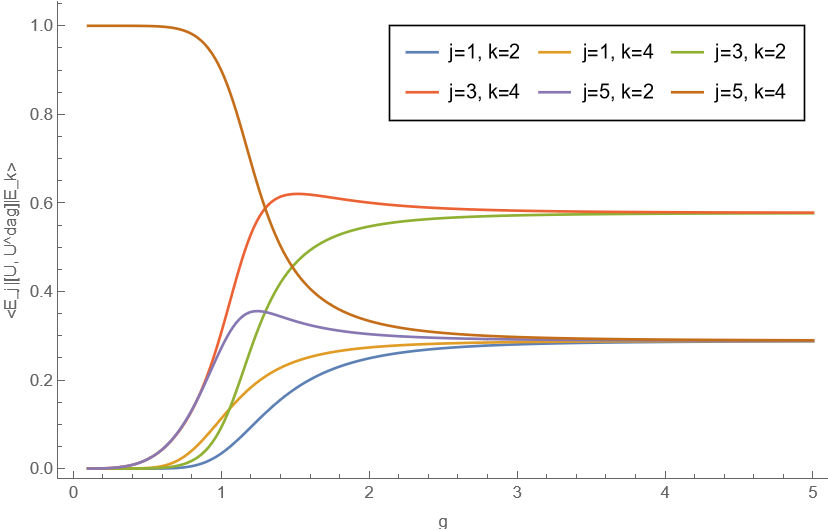 1.0
j=1, k=2 j=1, k=4 j=3, k=2
j=3, k=4 j=5, k=2 j=5, k=4
0.8
0.6
<E_j|[U, U^dag]|E_k>
0.4
0.2
0.0
0 1 2 3 4 5
g